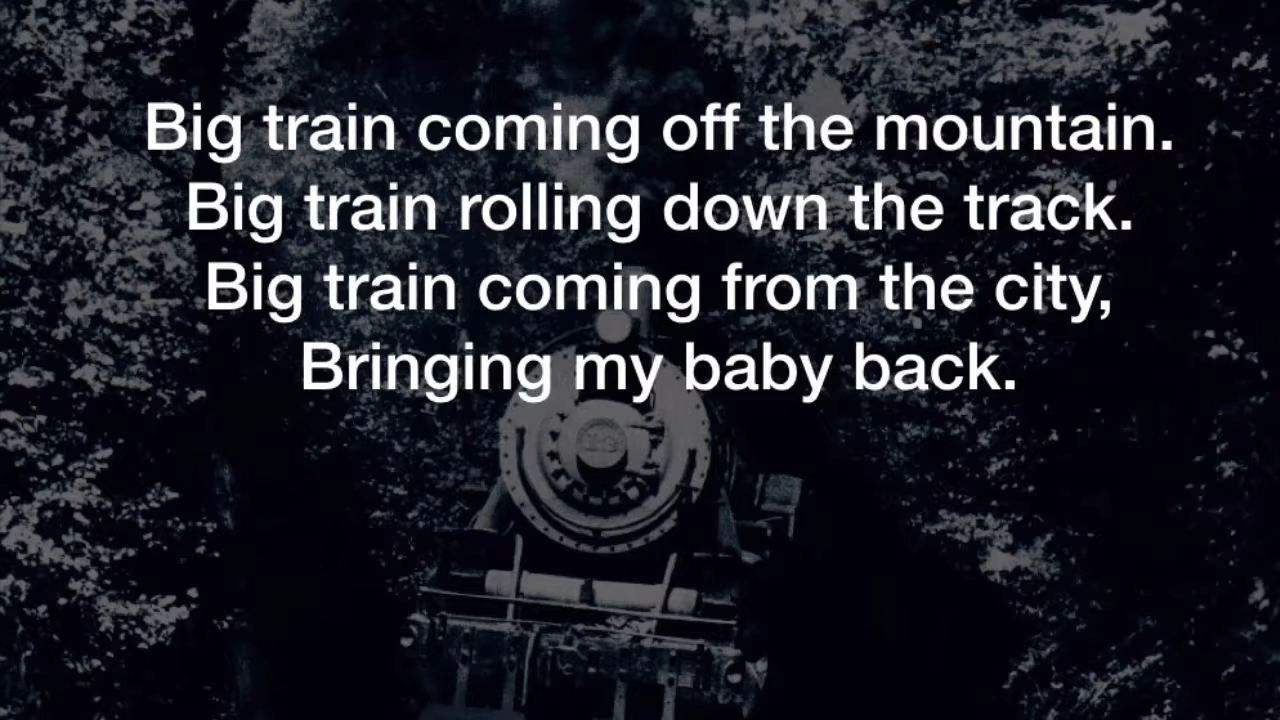 Big train coming off the mountain.
Big train rolling down the track.
Big train coming from the city,
Bringing my baby back.